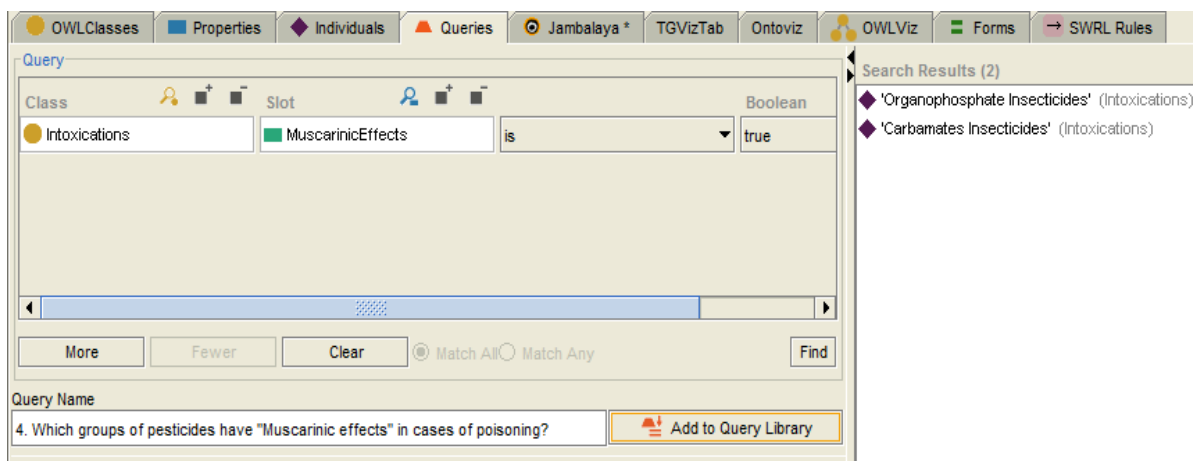 OWLClasses Properties Individuals Queries Jambalaya * TGVizTab Ontoviz OWLViz Forms SWRL Rules
Query
Class Slot Boolean
Intoxications MuscarinicEffects is true
More Fewer Clear Match All Match Any Find
Query Name
4. Which groups of pesticides have "Muscarinic effects" in cases of poisoning? Add to Query Library
Search Results (2)
'Organophosphate Insecticides' (Intoxications)
'Carbamates Insecticides' (Intoxications)